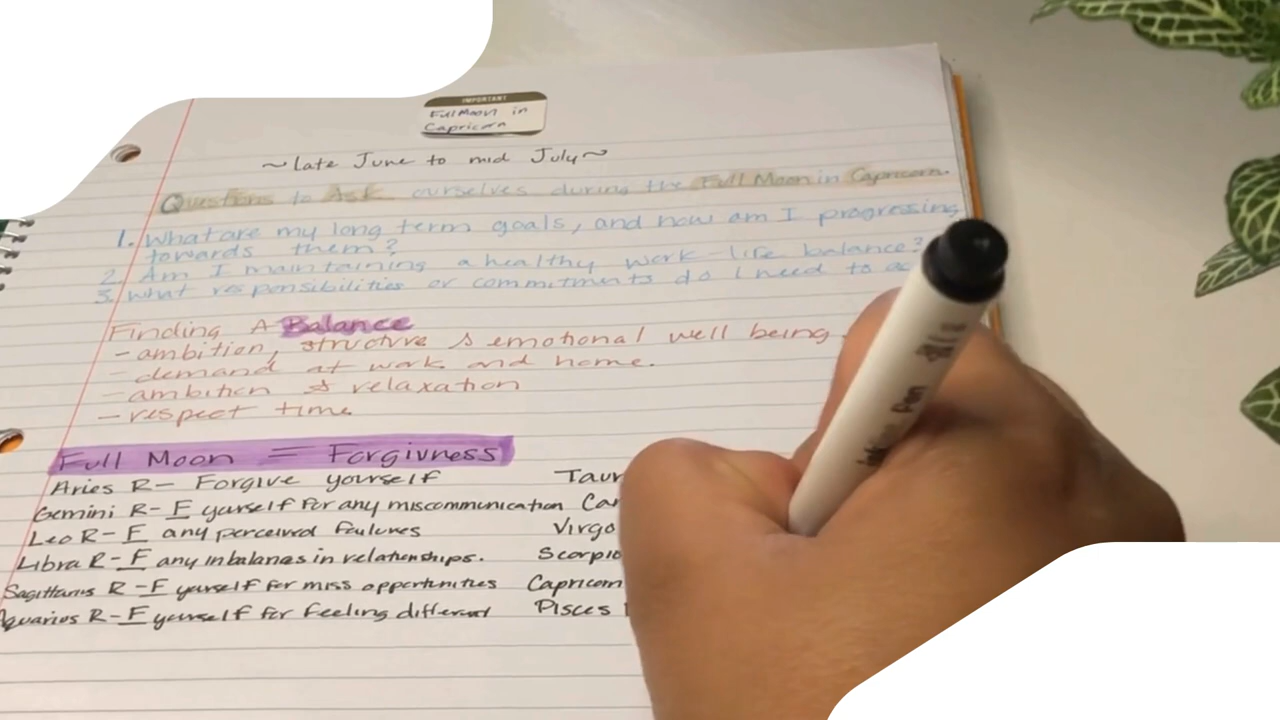 IMPORTANT
Full Moon in
Capricorn
~late June to mid July~
Questions to Ask ourselves during the Full Moon in Capricorn.
1. What are my long term goals, and how am I progressing
towards them?
2. Am I maintaining a healthy work-life balance?
3. What responsibilities or commitments do I need to
Finding A Balance
- ambition, structure & emotional well being.
- demand at work and home.
- ambition & relaxation
- respect time
Full Moon = Forgivness
Aries R- Forgive yourself
Taur
Gemini R- F yourself for any miscommunication
Can
Leo R- F any perceived failures
Virgo
Libra R- F any inbalances in relationships.
Scorpio
Sagittarius R-F yourself for miss opportunities
Capricorn
Aquarius R-F yourself for feeling different
Pisces
Pen